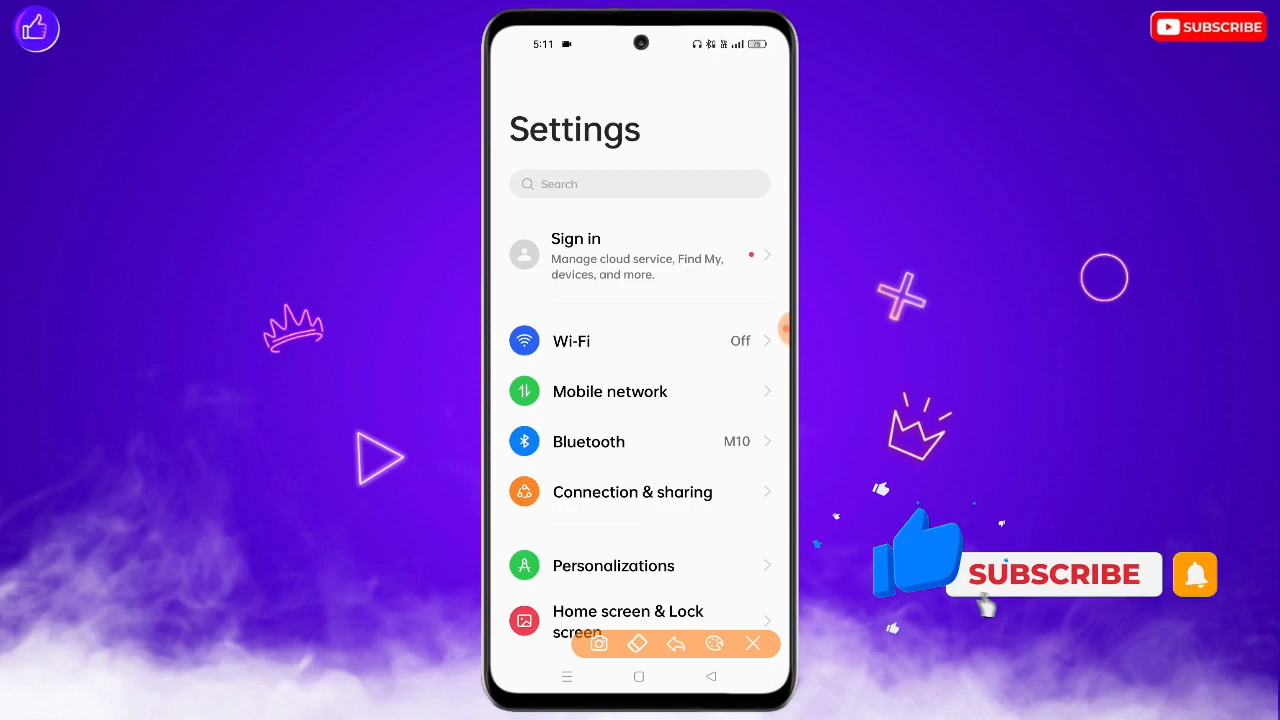 SUBSCRIBE
5:11
75
Settings
Search
Sign in
Manage cloud service, Find My,
devices, and more.
Wi-Fi
Off
Mobile network
Bluetooth
M10
Connection & sharing
Personalizations
Home screen & Lock
screen
SUBSCRIBE